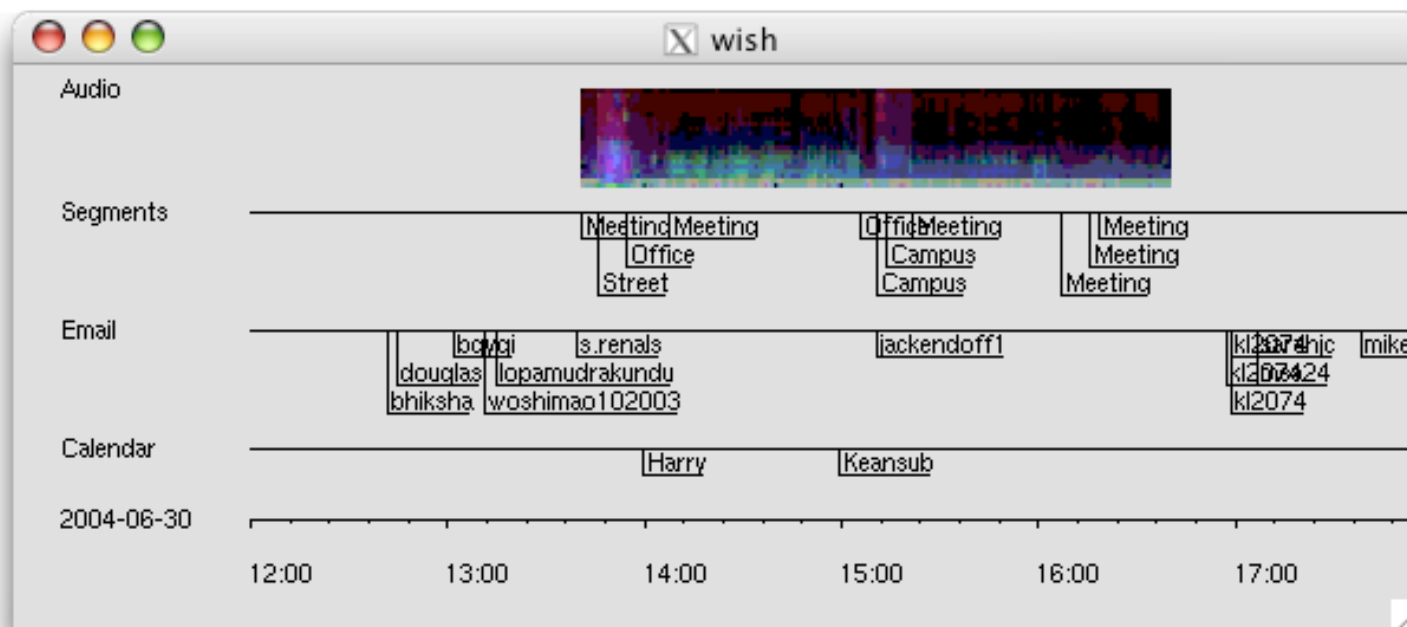 wish
Audio
Segments
Meeting Meeting Office Meeting Meeting
Office Campus Meeting
Street Campus Meeting
Email
s.renals jackendoff1 kl2074 mike
douglas lopamudrakundu
bhiksha woshimao102003 kl2074
Calendar
Harry Keansub
2004-06-30
12:00 13:00 14:00 15:00 16:00 17:00